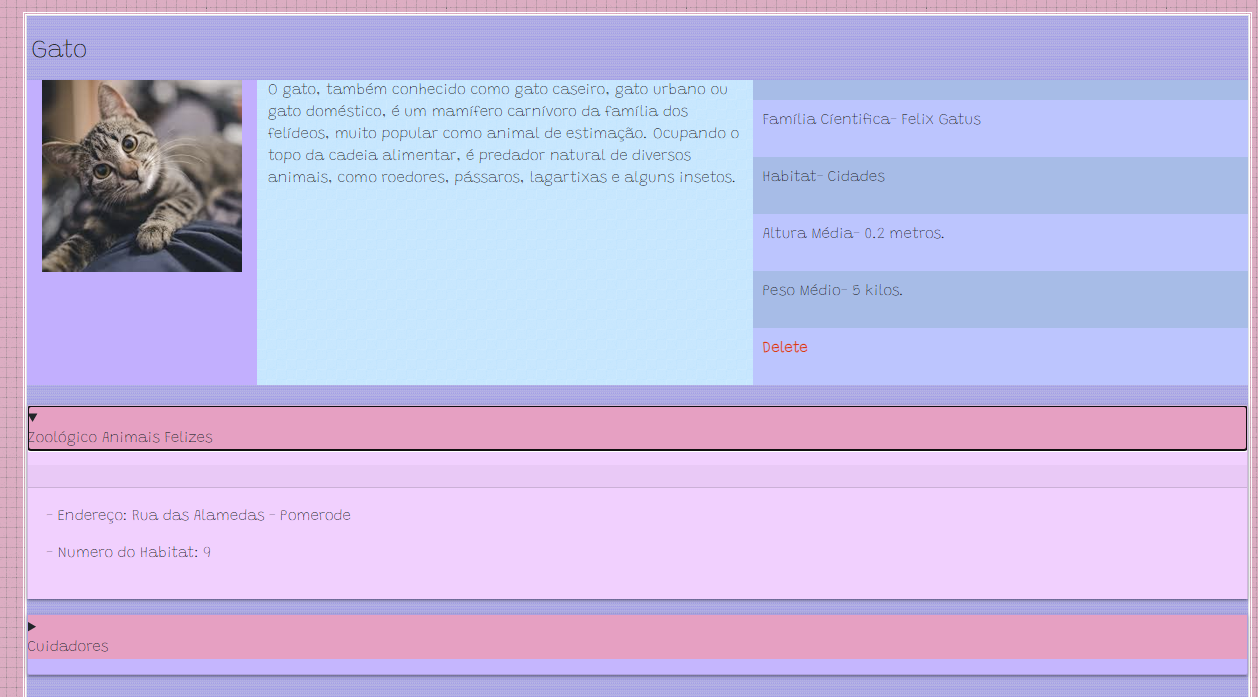 Gato
O gato, também conhecido como gato caseiro, gato urbano ou
gato doméstico, é um mamífero carnívoro da família dos
felídeos, muito popular como animal de estimação. Ocupando o
topo da cadeia alimentar, é predador natural de diversos
animais, como roedores, pássaros, lagartixas e alguns insetos.
Família Cíentifica- Felix Gatus
Habitat- Cidades
Altura Média- 0.2 metros.
Peso Médio- 5 kilos.
Delete
Zoológico Animais Felizes
- Endereço: Rua das Alamedas - Pomerode
- Numero do Habitat: 9
Cuidadores